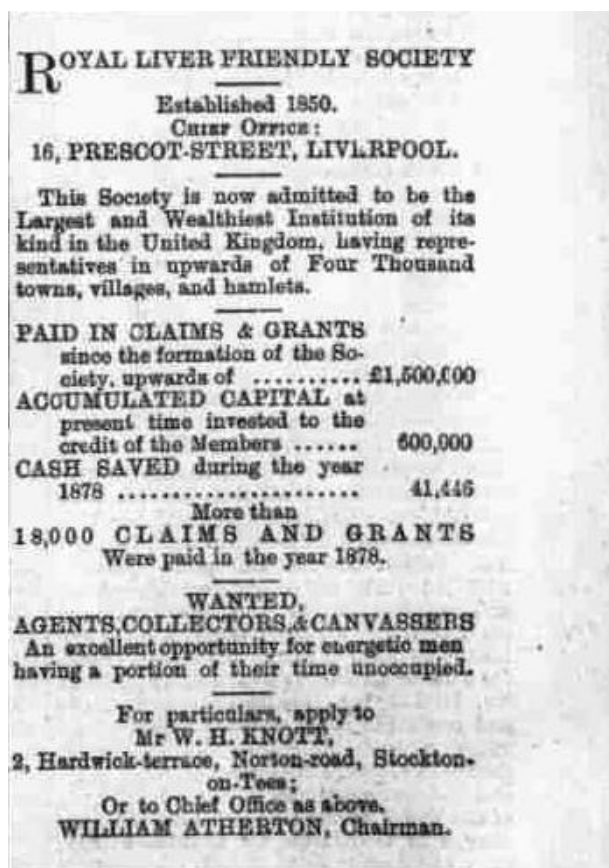 ROYAL LIVER FRIENDLY SOCIETY
Established 1850.
CHIEF OFFICE:
16, PRESCOT-STREET, LIVERPOOL.
This Society is now admitted to be the
Largest and Wealthiest Institution of its
kind in the United Kingdom, having repre-
sentatives in upwards of Four Thousand
towns, villages, and hamlets.
PAID IN CLAIMS & GRANTS
since the formation of the So-
ciety, upwards of .......... £1,500,000
ACCUMULATED CAPITAL at
present time invested to the
credit of the Members ...... 600,000
CASH SAVED during the year
1878 ...................... 41,446
More than
18,000 CLAIMS AND GRANTS
Were paid in the year 1878.
WANTED,
AGENTS, COLLECTORS, & CANVASSERS
An excellent opportunity for energetic men
having a portion of their time unoccupied.
For particulars, apply to
Mr W. H. KNOTT,
2, Hardwick-terrace, Norton-road, Stockton-
on-Tees;
Or to Chief Office as above.
WILLIAM ATHERTON, Chairman.